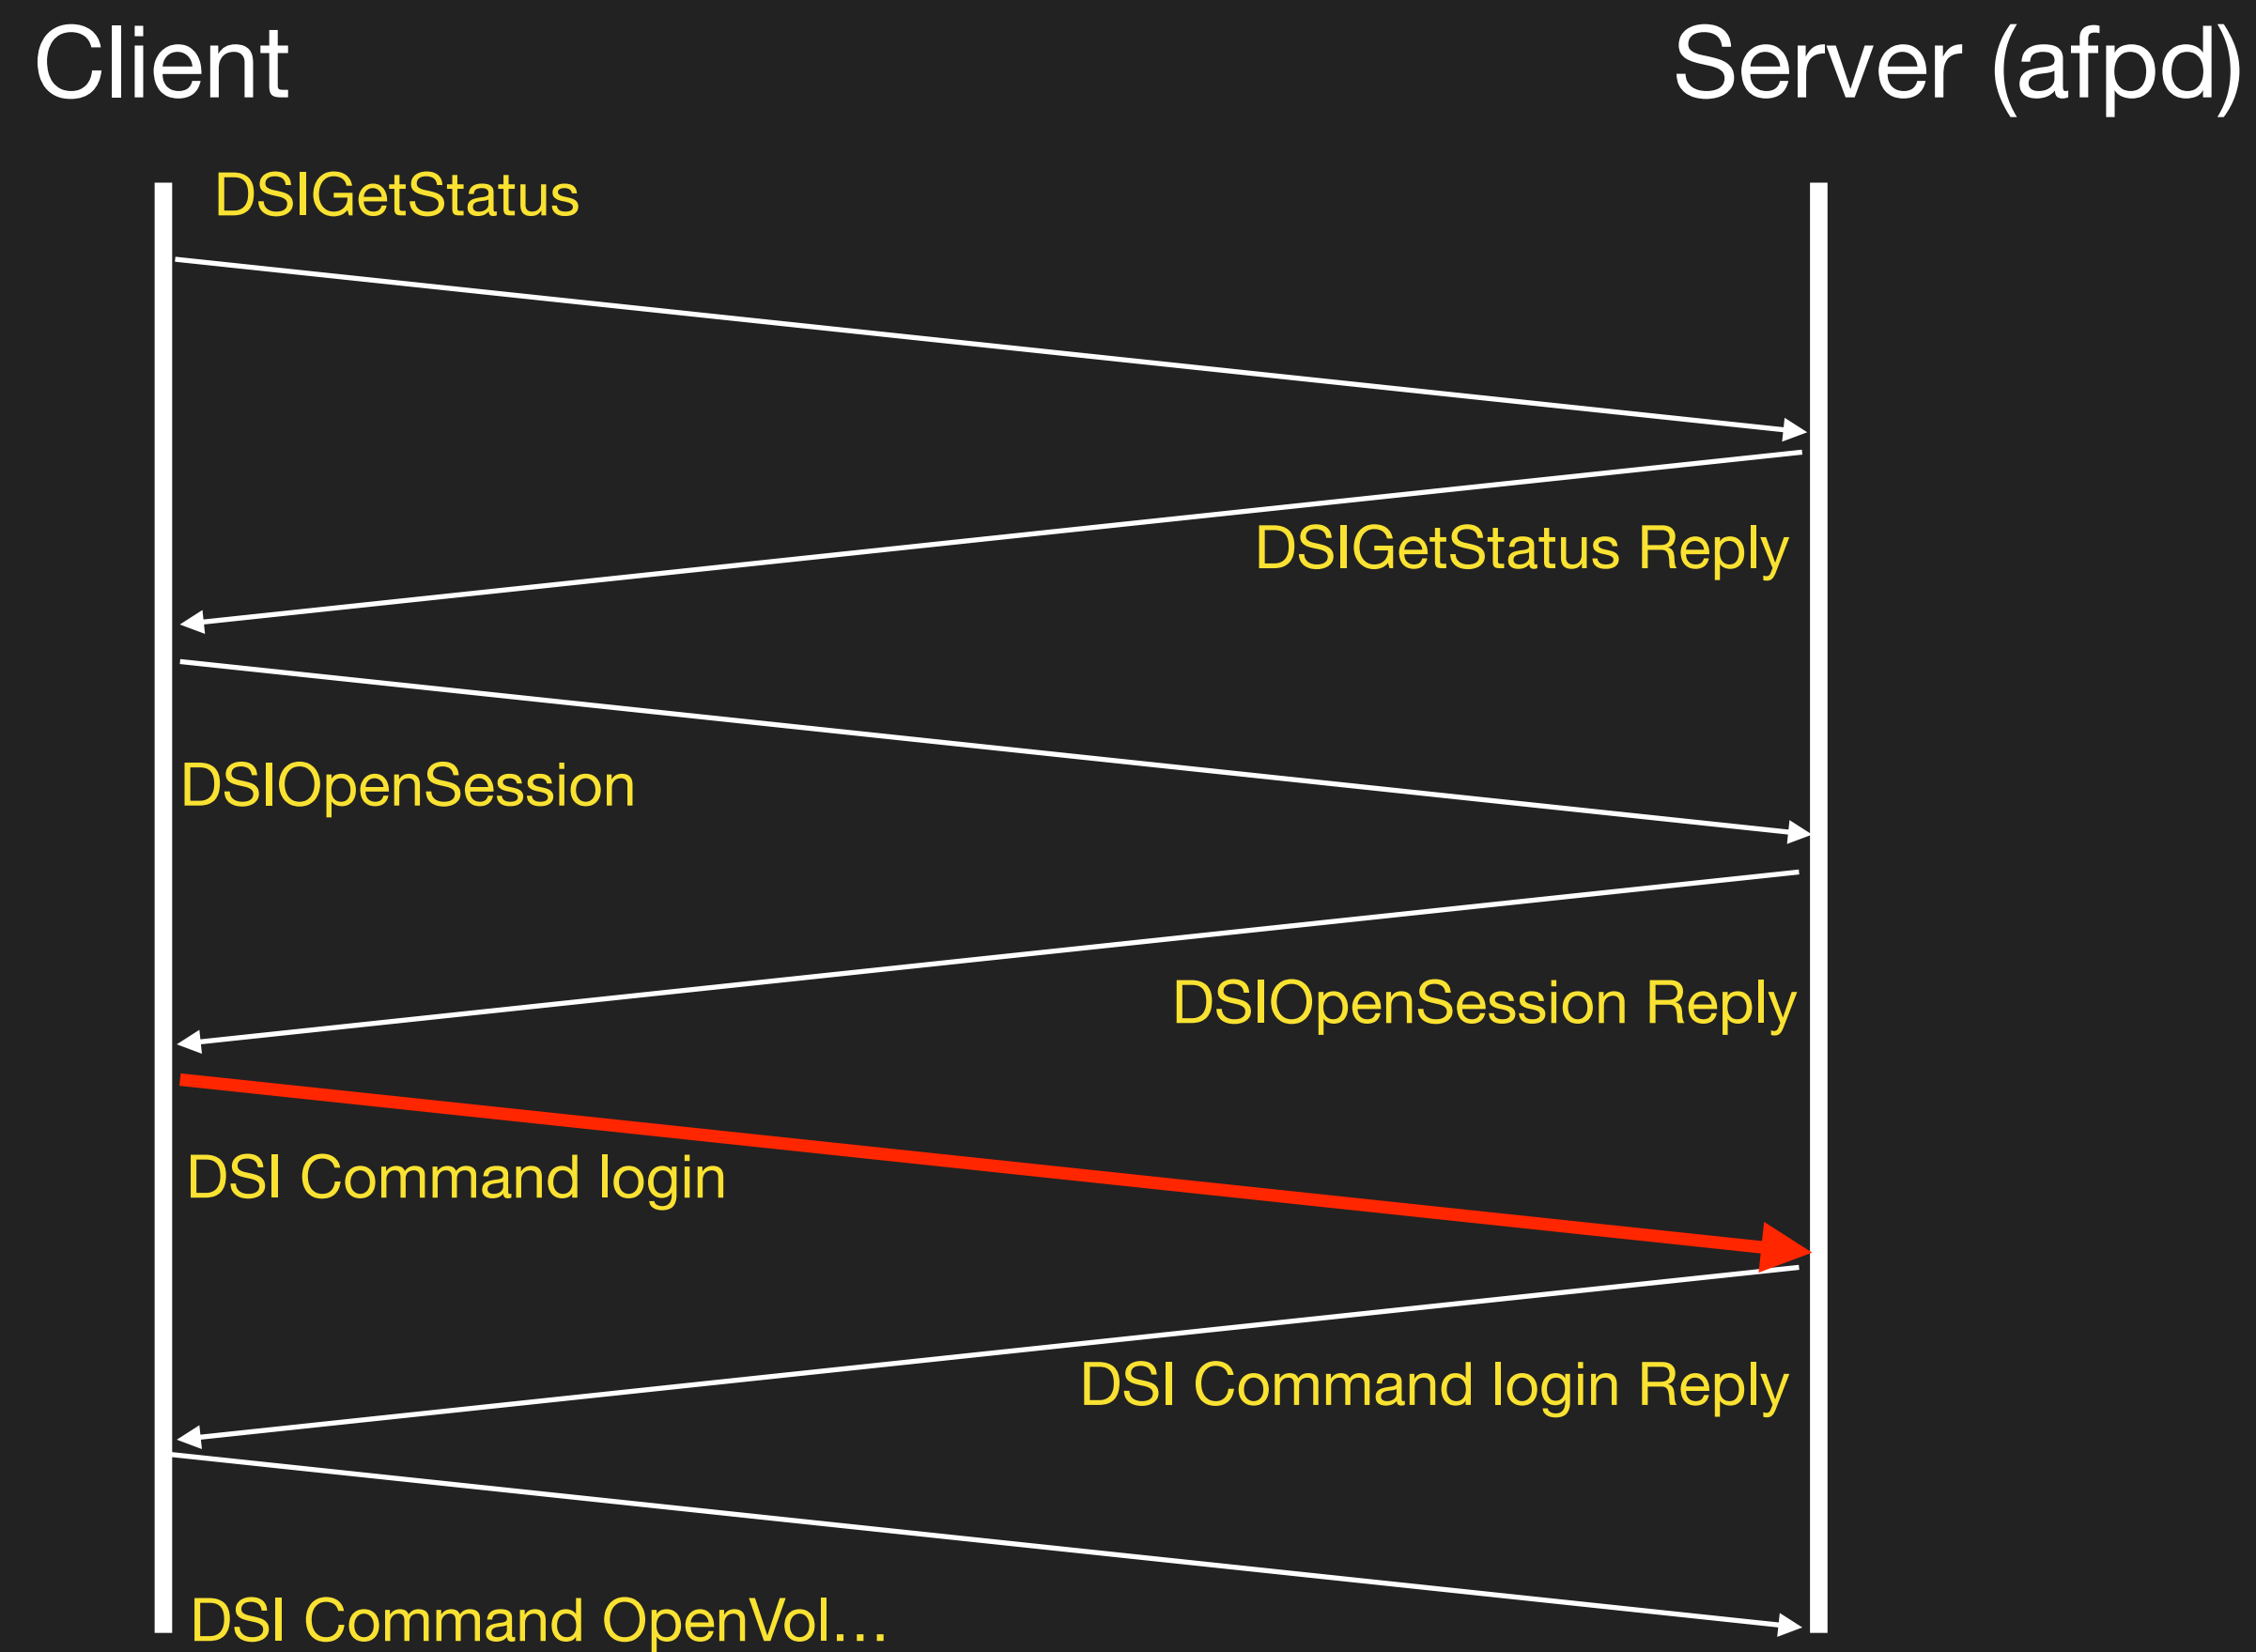 Client
Server (afpd)
DSIGetStatus
DSIGetStatus Reply
DSIOpenSession
DSIOpenSession Reply
DSI Command login
DSI Command login Reply
DSI Command OpenVol...